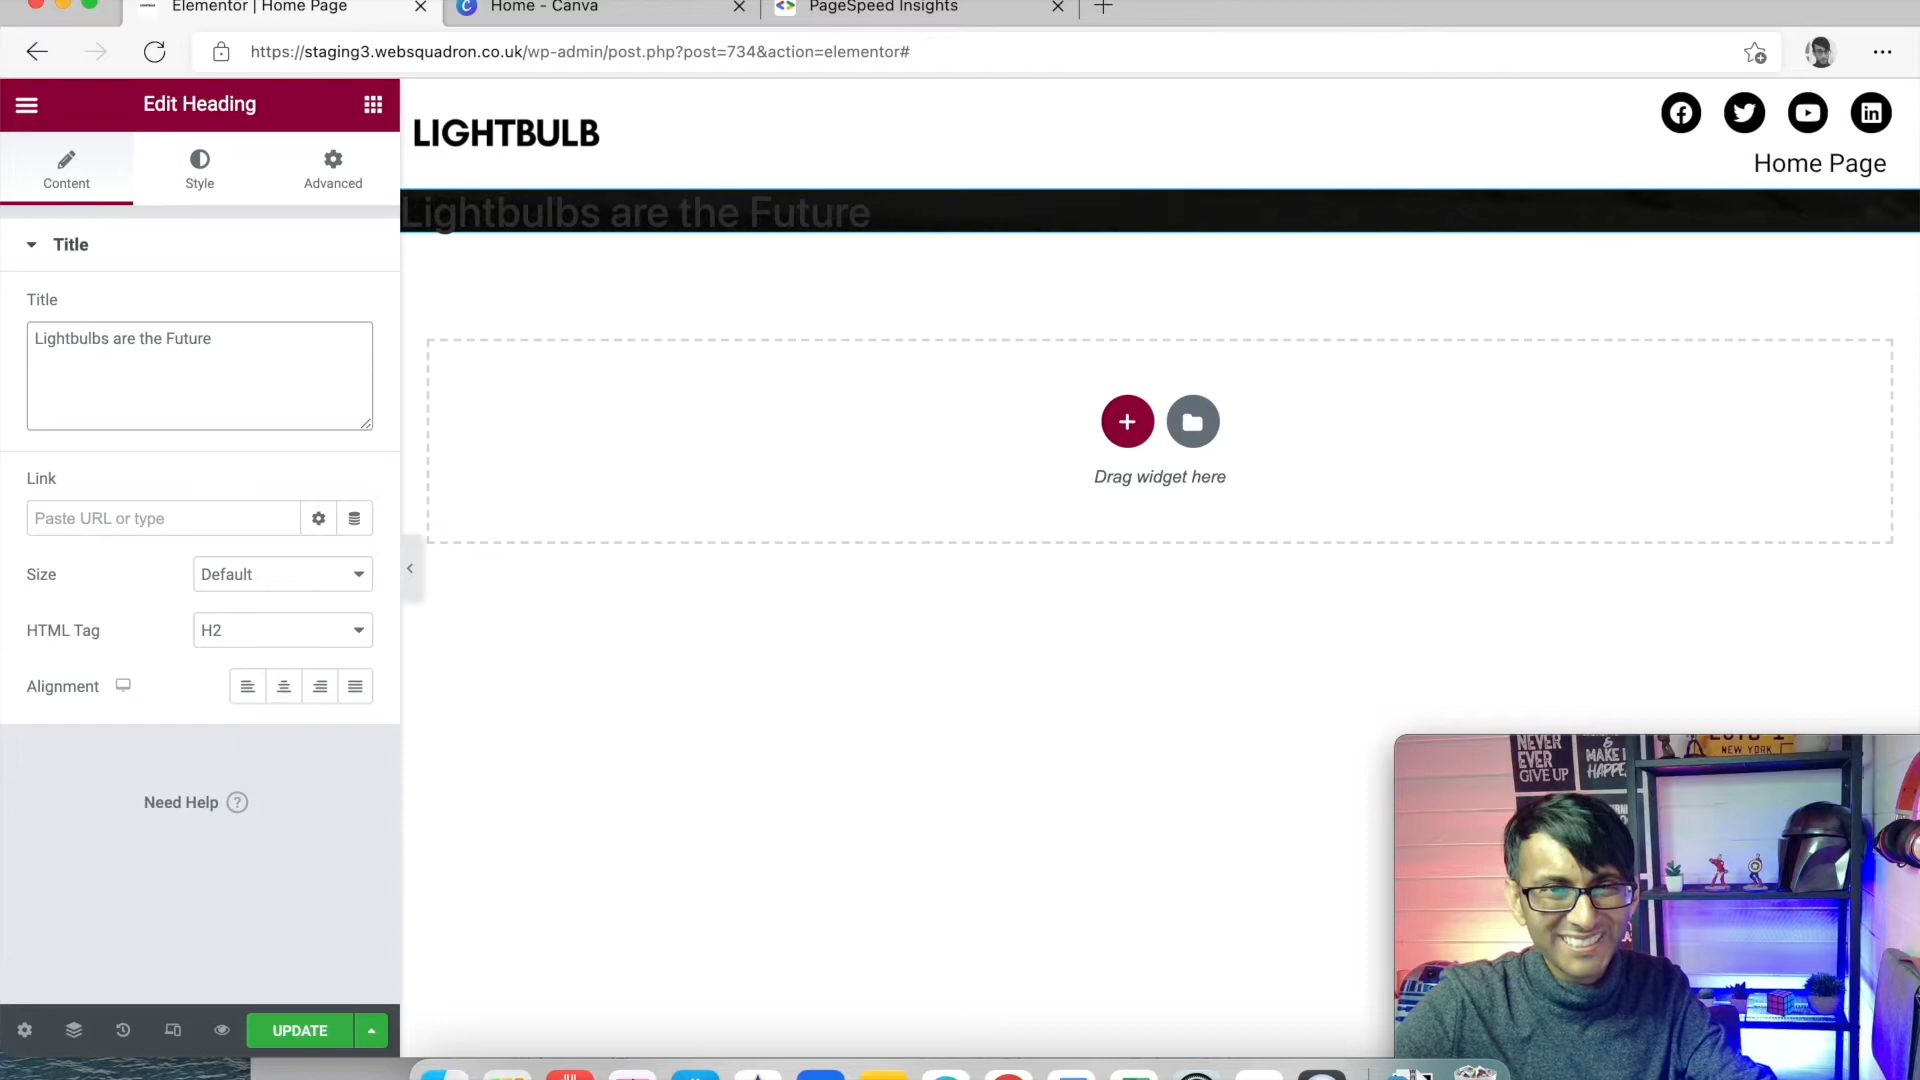 Elementor | Home Page
Home - Canva
PageSpeed Insights
https://staging3.websquadron.co.uk/wp-admin/post.php?post=734&action=elementor#
Edit Heading
Content
Style
Advanced
LIGHTBULB
Home Page
Lightbulbs are the Future
Title
Title
Lightbulbs are the Future
Link
Paste URL or type
Size
Default
HTML Tag
H2
Alignment
Drag widget here
Need Help ?
UPDATE
NEVER
EVER
GIVE UP
&
MAKE I
HAPPE
NEW YORK